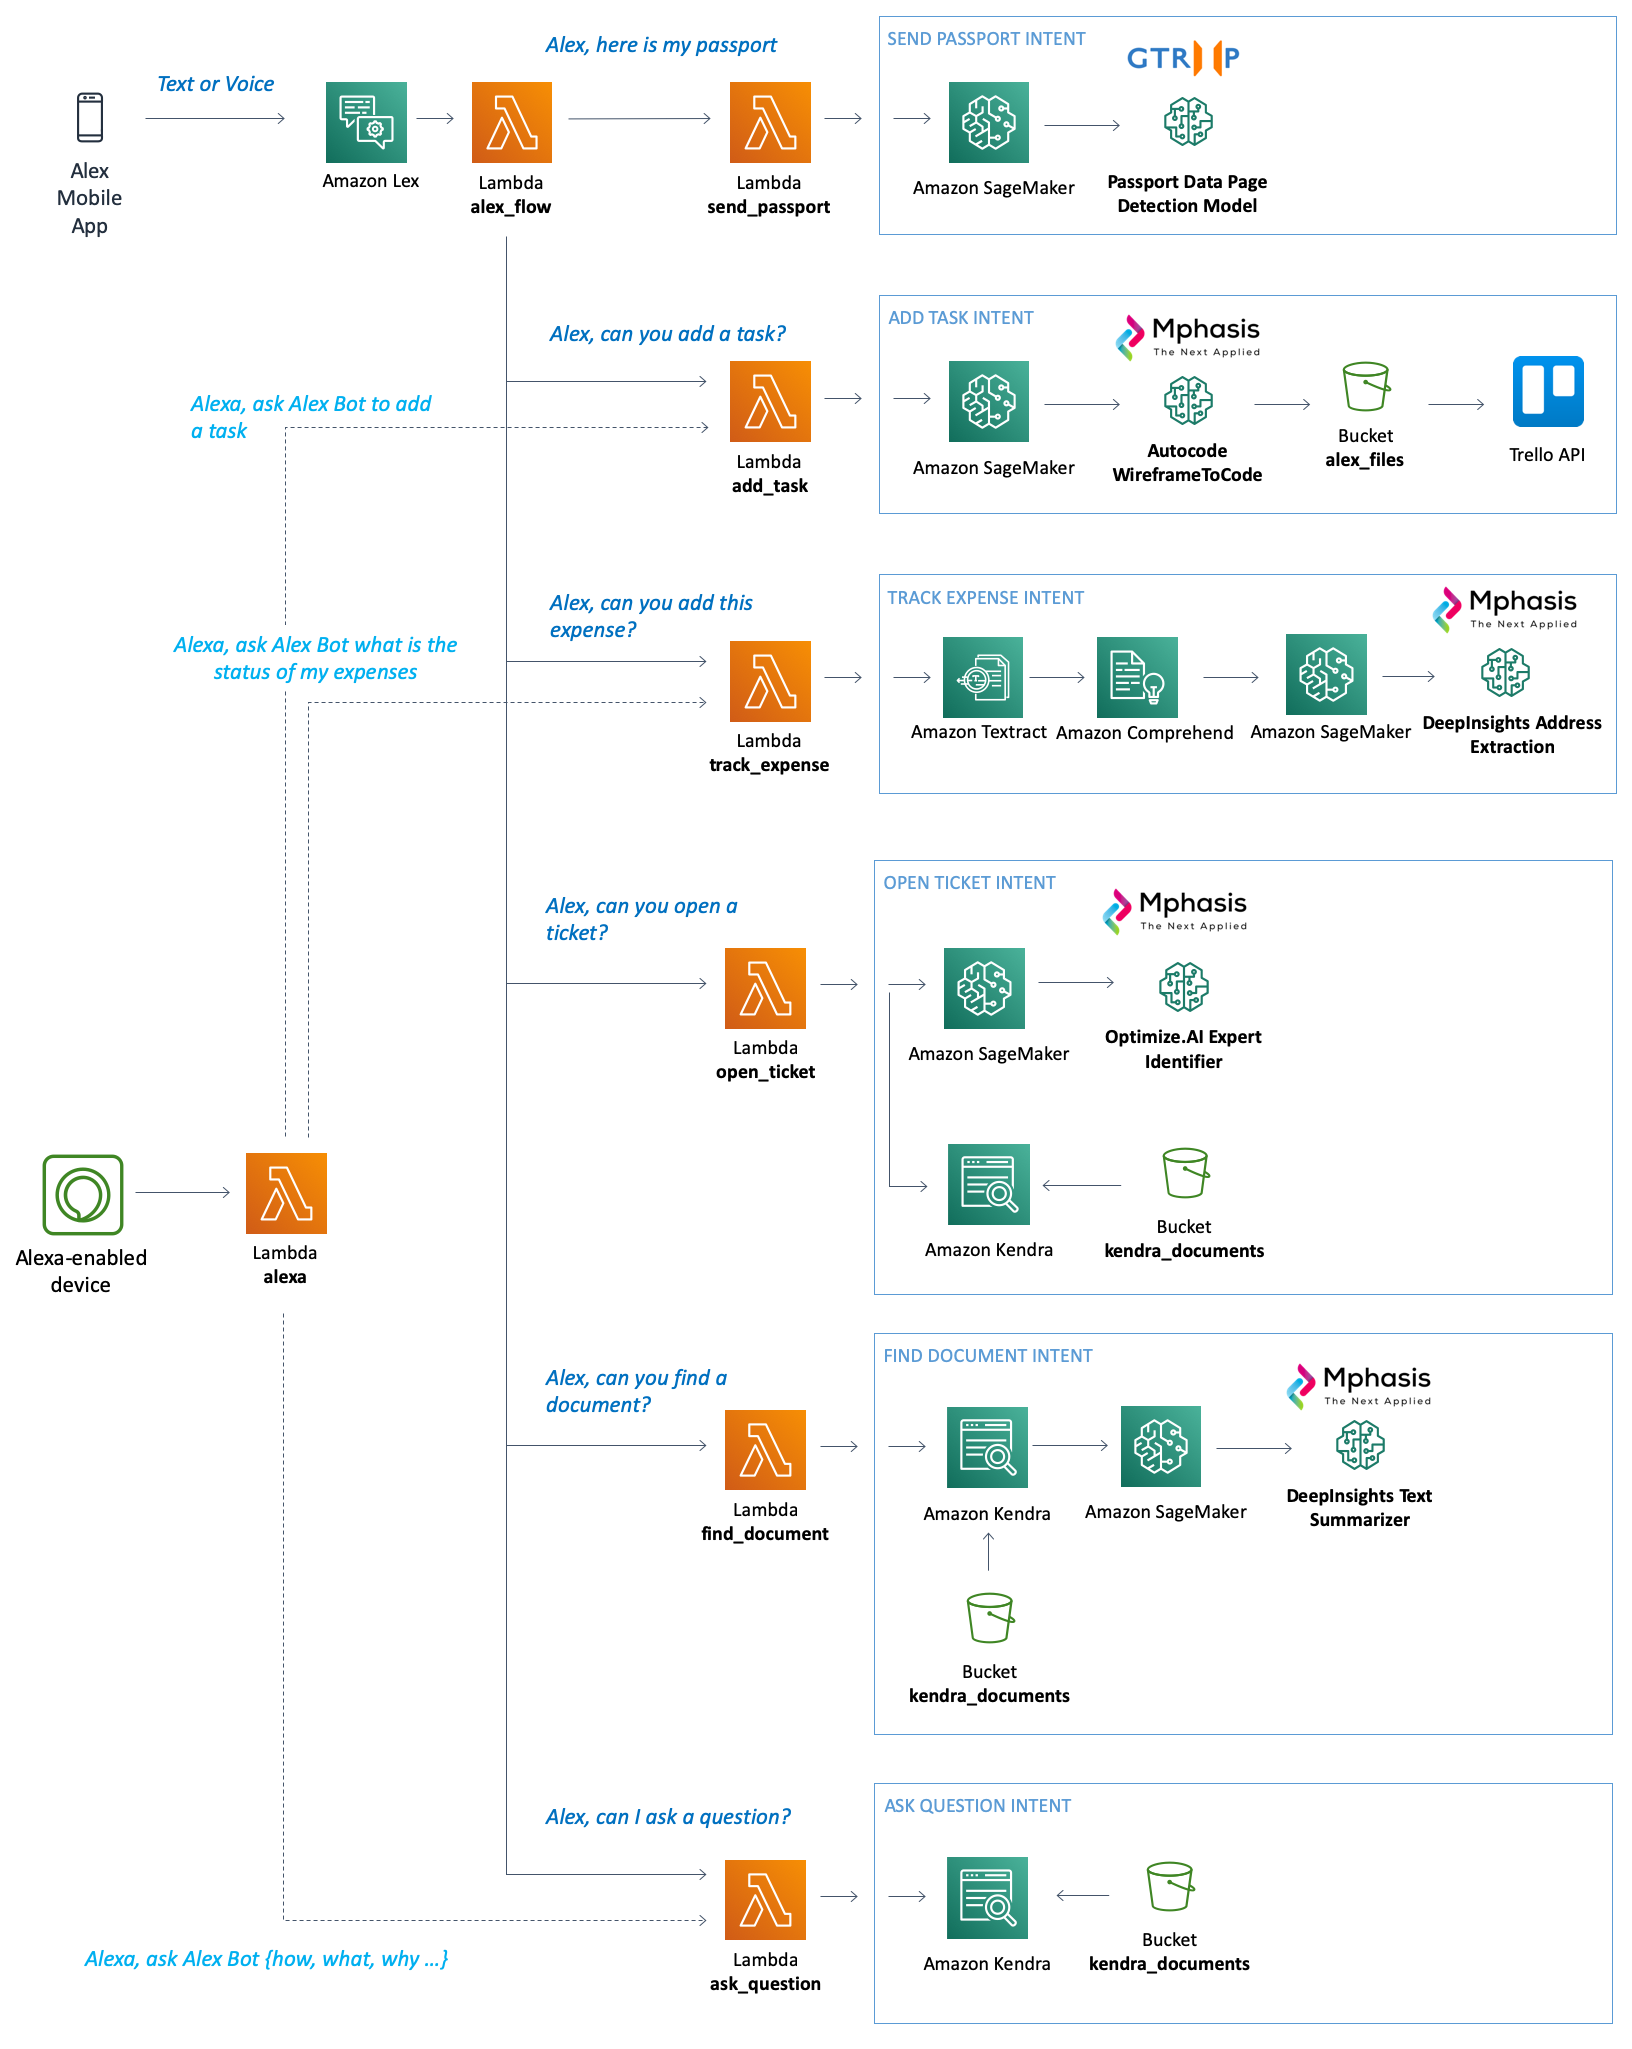 Alex, here is my passport
Text or Voice
Alex
Mobile
App
Amazon Lex
Lambda
alex_flow
Lambda
send_passport
SEND PASSPORT INTENT
GTRIIP
Amazon SageMaker
Passport Data Page
Detection Model
Alex, can you add a task?
Alexa, ask Alex Bot to add
a task
Lambda
add_task
ADD TASK INTENT
Mphasis
The Next Applied
Amazon SageMaker
Autocode
WireframeToCode
Bucket
alex_files
Trello API
Alex, can you add this
expense?
Alexa, ask Alex Bot what is the
status of my expenses
Lambda
track_expense
TRACK EXPENSE INTENT
Mphasis
The Next Applied
Amazon Textract
Amazon Comprehend
Amazon SageMaker
DeepInsights Address
Extraction
Alex, can you open a
ticket?
Lambda
open_ticket
OPEN TICKET INTENT
Mphasis
The Next Applied
Amazon SageMaker
Optimize.AI Expert
Identifier
Amazon Kendra
Bucket
kendra_documents
Alexa-enabled
device
Lambda
alexa
Alex, can you find a
document?
Lambda
find_document
FIND DOCUMENT INTENT
Mphasis
The Next Applied
Amazon Kendra
Amazon SageMaker
DeepInsights Text
Summarizer
Bucket
kendra_documents
Alex, can I ask a question?
Alexa, ask Alex Bot {how, what, why ...}
Lambda
ask_question
ASK QUESTION INTENT
Amazon Kendra
Bucket
kendra_documents